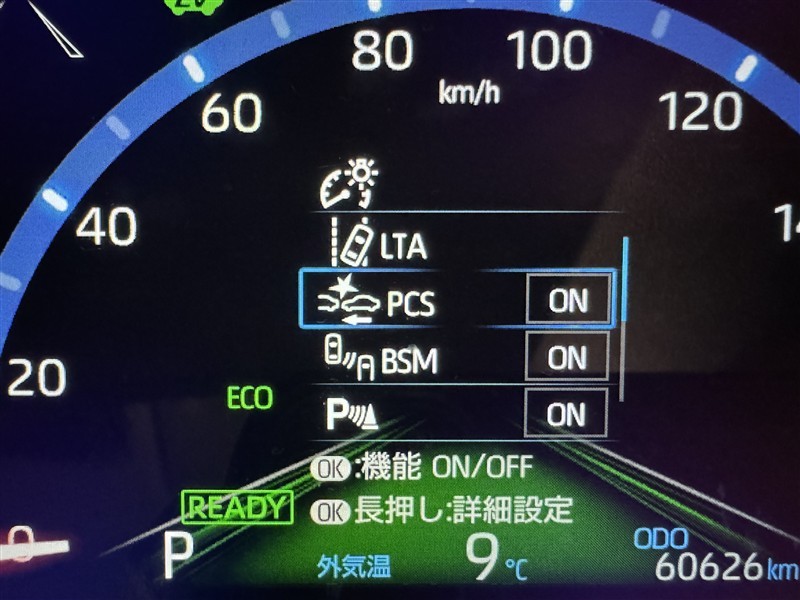 80
100
km/h
60
120
40
LTA
PCS ON
20
BSM ON
ECO
P ON
OK:機能 ON/OFF
READY
OK長押し:詳細設定
0
P
外気温 9℃
ODO
60626km